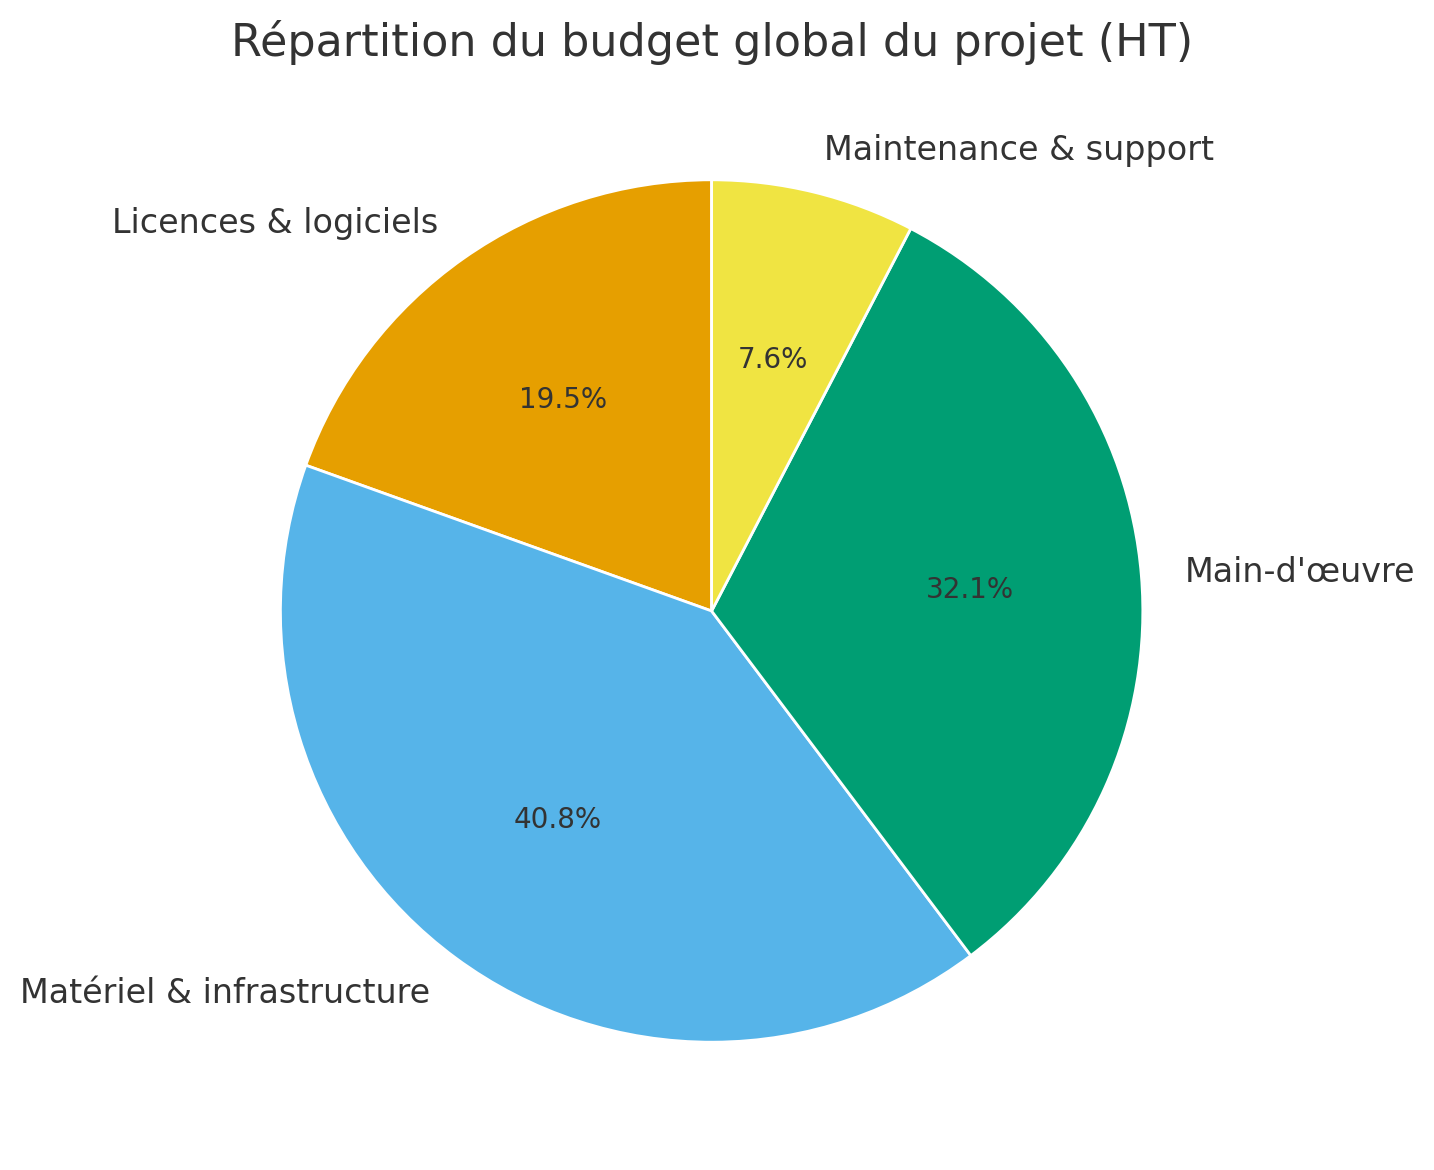 Répartition du budget global du projet (HT)
Maintenance & support
Licences & logiciels
7.6%
19.5%
Main-d'œuvre
32.1%
40.8%
Matériel & infrastructure